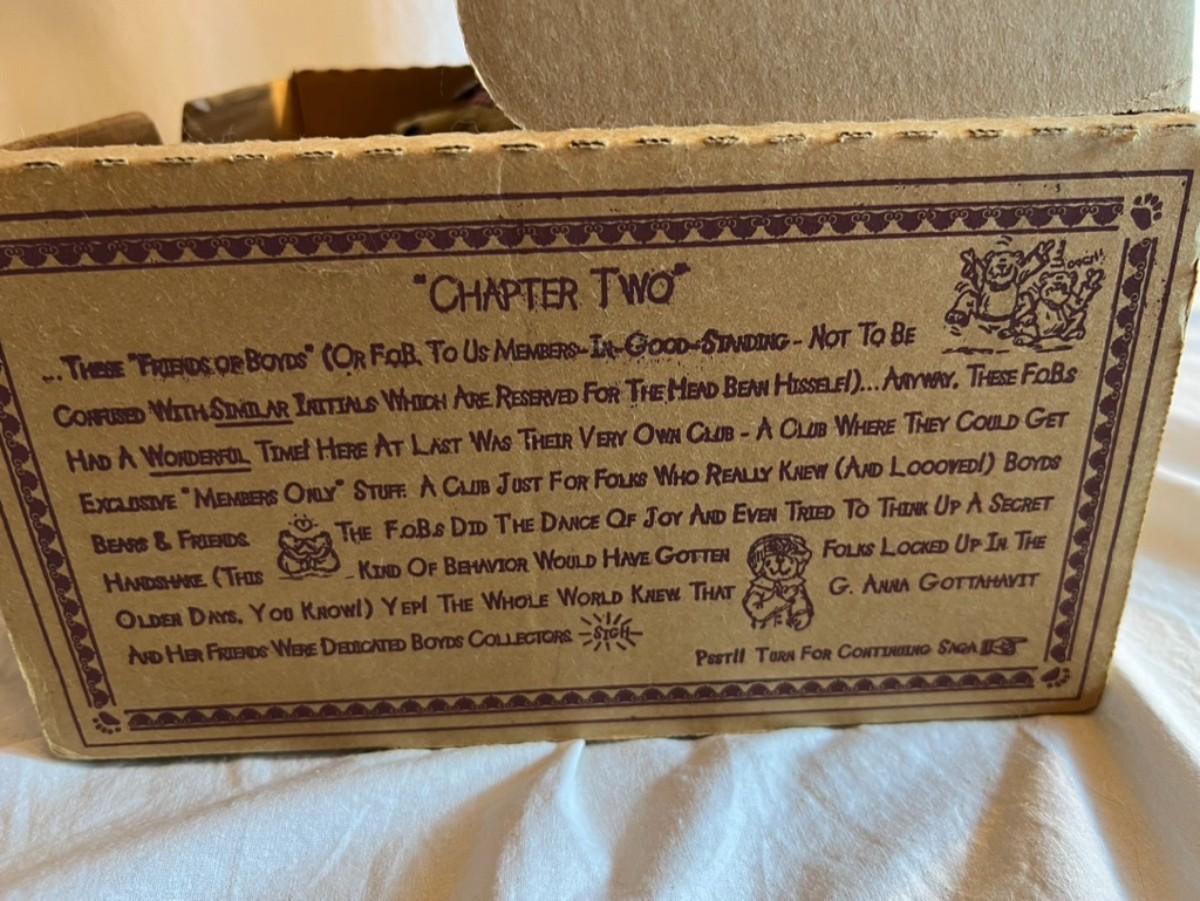 "Chapter Two"
... These "Friends of Boyds" (Or F.o.B. To Us Members-In-Good-Standing - Not To Be
Confused With Similar Initials Which Are Reserved For The Head Bean Hisself!)... Anyway, These F.o.B.s
Had A Wonderful Time! Here At Last Was Their Very Own Club - A Club Where They Could Get
Exclusive "Members Only" Stuff. A Club Just For Folks Who Really Knew (And Loooved!) Boyds
Bears & Friends. The F.o.B.s Did The Dance Of Joy And Even Tried To Think Up A Secret
Handshake (This Kind Of Behavior Would Have Gotten Folks Locked Up In The
Olden Days, You Know!) Yep! The Whole World Knew That G. Anna Gottahavit
And Her Friends Were Dedicated Boyds Collectors. Sigh
Psst!! Turn For Continuing Saga